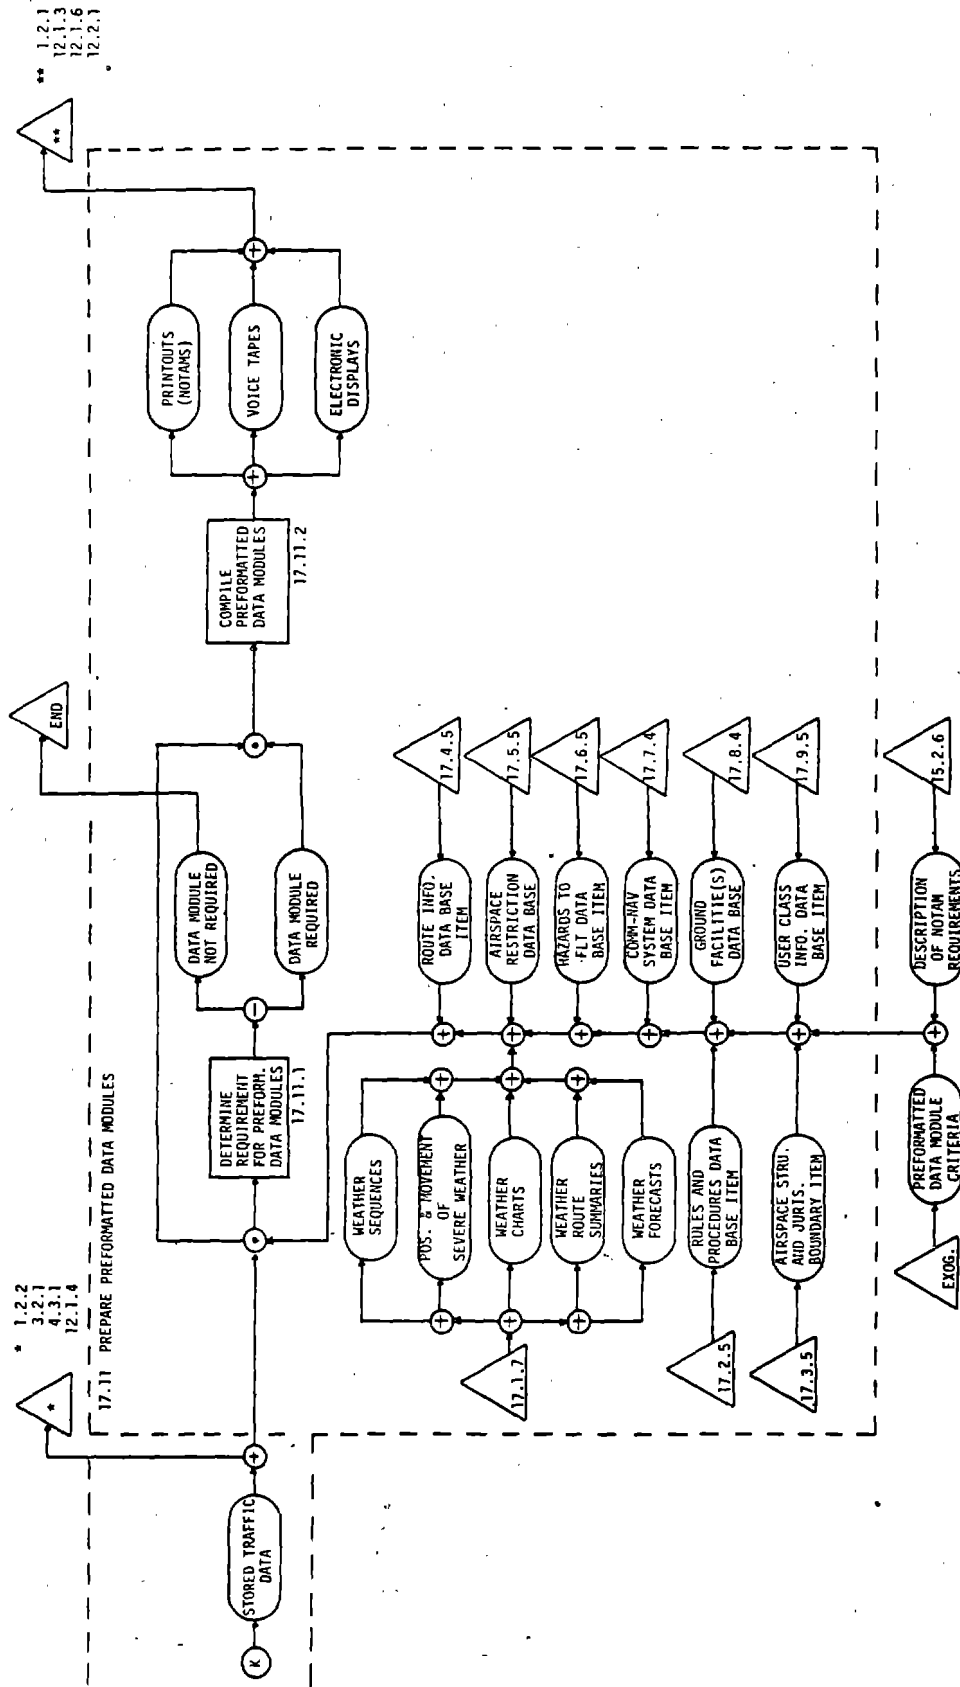 * 1.2.2
3.2.1
4.3.1
12.1.4
*
17.11 PREPARE PREFORMATTED DATA MODULES
END
**
** 1.2.1
12.1.3
12.1.6
12.2.1
K
STORED TRAFFIC
DATA
+
•
DETERMINE
REQUIREMENT
FOR PREFORM.
DATA MODULES
17.11.1
−
DATA MODULE
NOT REQUIRED
DATA MODULE
REQUIRED
•
COMPILE
PREFORMATTED
DATA MODULES
17.11.2
+
PRINTOUTS
(NOTAMS)
VOICE TAPES
ELECTRONIC
DISPLAYS
+
17.1.7
+
+
+
WEATHER
SEQUENCES
POS. & MOVEMENT
OF
SEVERE WEATHER
WEATHER
CHARTS
WEATHER
ROUTE
SUMMARIES
WEATHER
FORECASTS
+
+
+
+
ROUTE INFO.
DATA BASE
ITEM
17.4.5
+
AIRSPACE
RESTRICTION
DATA BASE
17.5.5
+
HAZARDS TO
FLT DATA
BASE ITEM
17.6.5
+
COMM-NAV
SYSTEM DATA
BASE ITEM
17.7.4
17.2.5
RULES AND
PROCEDURES DATA
BASE ITEM
+
GROUND
FACILITIE(S)
DATA BASE
17.8.4
17.3.5
AIRSPACE STRU.
AND JURIS.
BOUNDARY ITEM
+
USER CLASS
INFO. DATA
BASE ITEM
17.9.5
EXOG.
PREFORMATTED
DATA MODULE
CRITERIA
+
DESCRIPTION
OF NOTAM
REQUIREMENTS
15.2.6